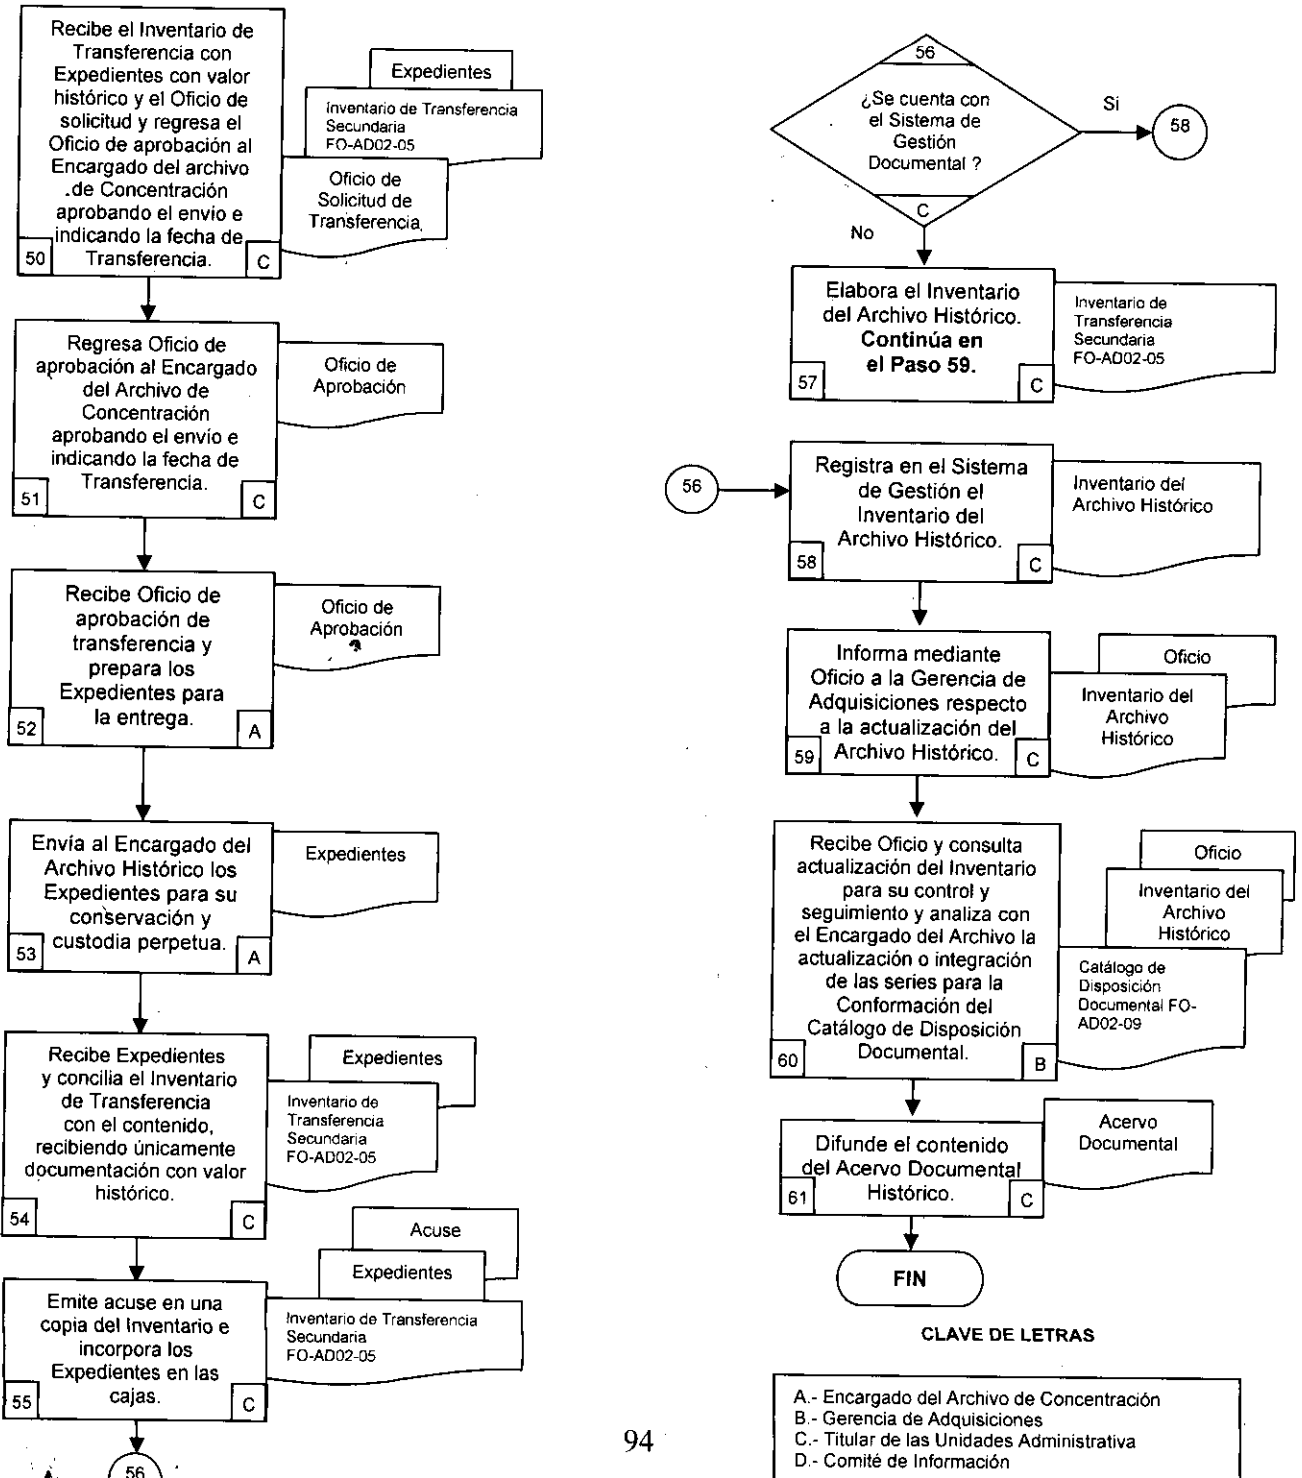 Recibe el Inventario de
Transferencia con
Expedientes con valor
histórico y el Oficio de
solicitud y regresa el
Oficio de aprobación al
Encargado del archivo
de Concentración
aprobando el envío e
indicando la fecha de
Transferencia.
50
C
Expedientes
Inventario de Transferencia
Secundaria
FO-AD02-05
Oficio de
Solicitud de
Transferencia
Regresa Oficio de
aprobación al Encargado
del Archivo de
Concentración
aprobando el envío e
indicando la fecha de
Transferencia.
51
C
Oficio de
Aprobación
Recibe Oficio de
aprobación de
transferencia y
prepara los
Expedientes para
la entrega.
52
A
Oficio de
Aprobación
Envía al Encargado del
Archivo Histórico los
Expedientes para su
conservación y
custodia perpetua.
53
A
Expedientes
Recibe Expedientes
y concilia el Inventario
de Transferencia
con el contenido,
recibiendo únicamente
documentación con valor
histórico.
54
C
Expedientes
Inventario de
Transferencia
Secundaria
FO-AD02-05
Emite acuse en una
copia del Inventario e
incorpora los
Expedientes en las
cajas.
55
C
Acuse
Expedientes
Inventario de Transferencia
Secundaria
FO-AD02-05
56
56
¿Se cuenta con
el Sistema de
Gestión
Documental ?
C
Si
58
No
Elabora el Inventario
del Archivo Histórico.
Continúa en
el Paso 59.
57
C
Inventario de
Transferencia
Secundaria
FO-AD02-05
56
Registra en el Sistema
de Gestión el
Inventario del
Archivo Histórico.
58
C
Inventario del
Archivo Histórico
Informa mediante
Oficio a la Gerencia de
Adquisiciones respecto
a la actualización del
Archivo Histórico.
59
C
Oficio
Inventario del
Archivo
Histórico
Recibe Oficio y consulta
actualización del Inventario
para su control y
seguimiento y analiza con
el Encargado del Archivo la
actualización o integración
de las series para la
Conformación del
Catálogo de Disposición
Documental.
60
B
Oficio
Inventario del
Archivo
Histórico
Catálogo de
Disposición
Documental FO-
AD02-09
Difunde el contenido
del Acervo Documental
Histórico.
61
C
Acervo
Documental
FIN
CLAVE DE LETRAS
A.- Encargado del Archivo de Concentración
B.- Gerencia de Adquisiciones
C.- Titular de las Unidades Administrativa
D.- Comité de Información
94